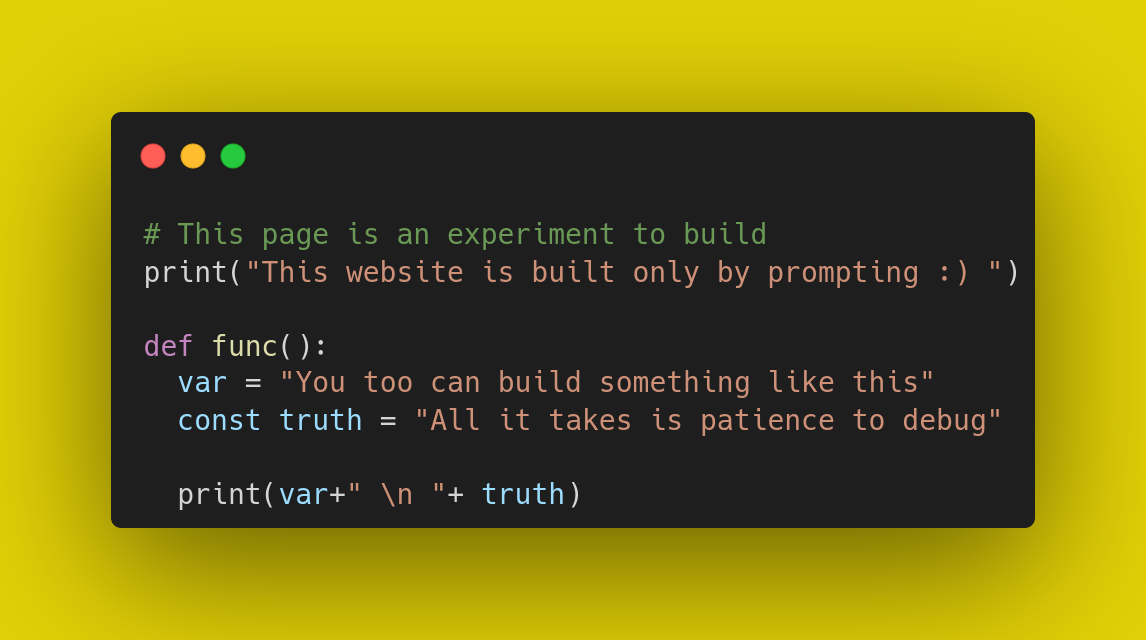 # This page is an experiment to build
print("This website is built only by prompting :) ")
def func():
  var = "You too can build something like this"
  const truth = "All it takes is patience to debug"
  print(var+" \n "+ truth)